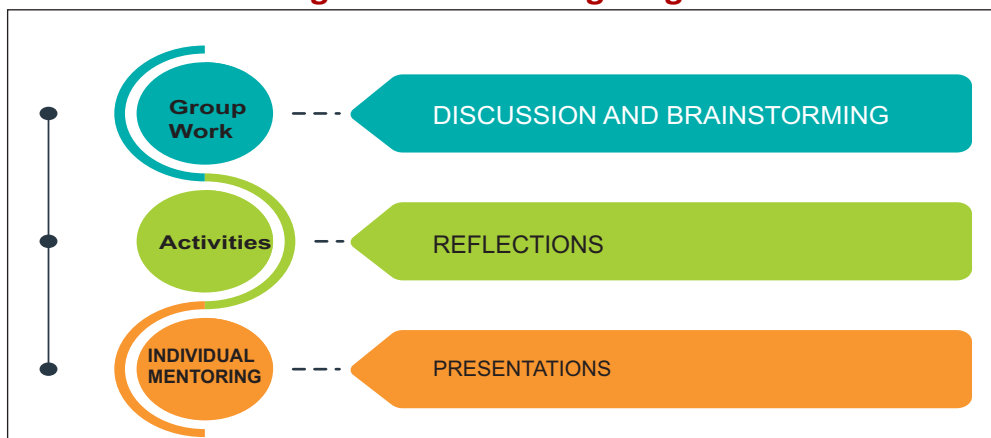 Group
Work
DISCUSSION AND BRAINSTORMING
Activities
REFLECTIONS
INDIVIDUAL
MENTORING
PRESENTATIONS